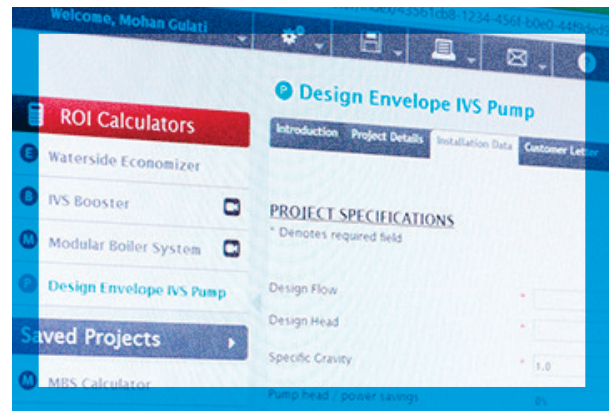 Welcome, Mohan Gulati
ROI Calculators
E Waterside Economizer
B IVS Booster
M Modular Boiler System
P Design Envelope IVS Pump
Saved Projects
M MBS Calculator
P Design Envelope IVS Pump
Introduction Project Details Installation Data Customer Letter
PROJECT SPECIFICATIONS
* Denotes required field
Design Flow *
Design Head *
Specific Gravity * 1.0
Pump head / power savings